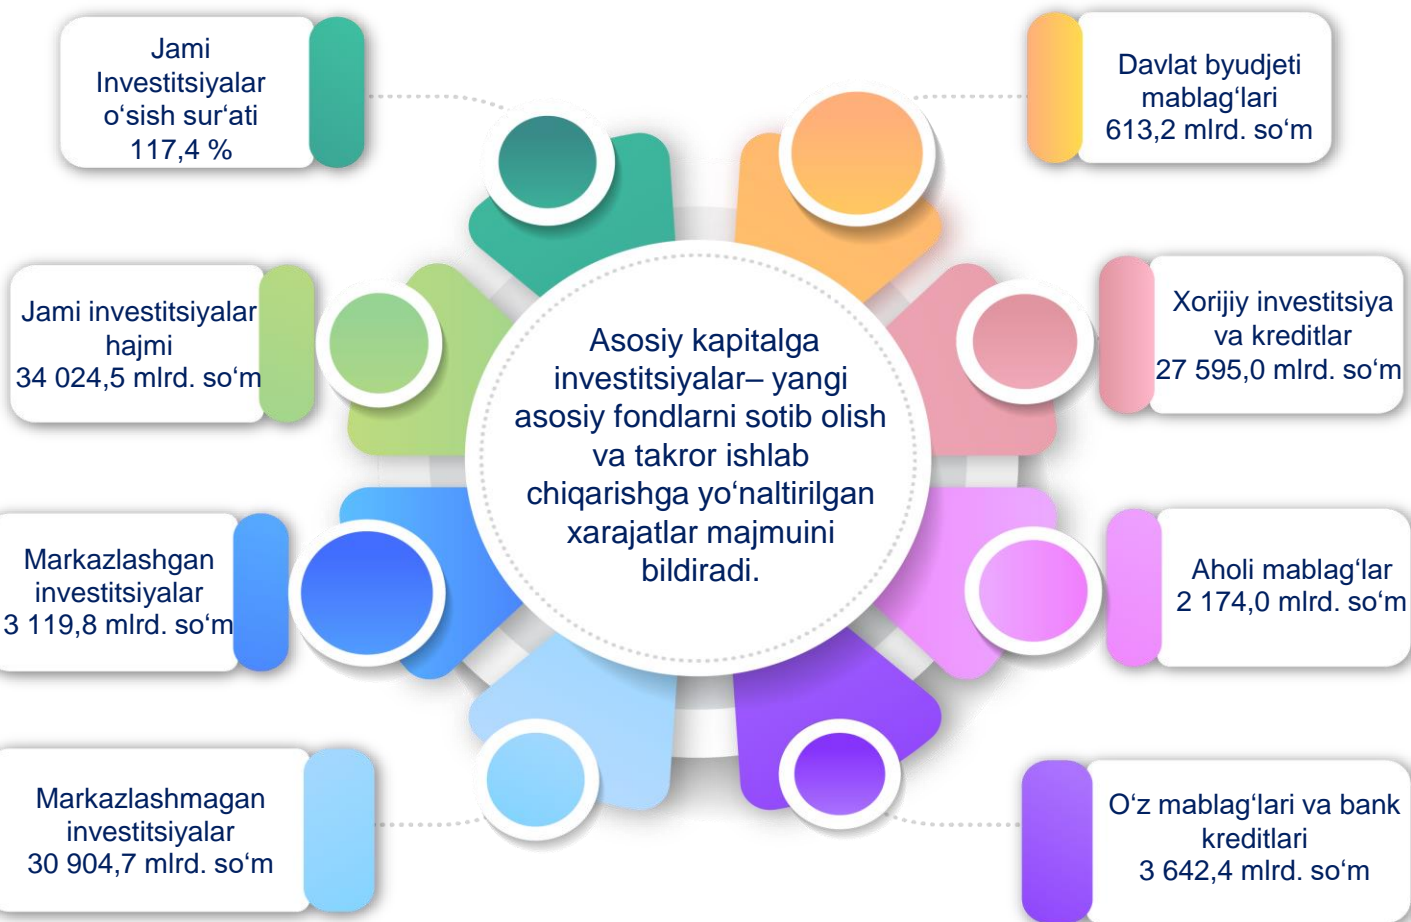 Jami
Investitsiyalar
o‘sish sur‘ati
117,4 %
Davlat byudjeti
mablag‘lari
613,2 mlrd. so‘m
Jami investitsiyalar
hajmi
34 024,5 mlrd. so‘m
Xorijiy investitsiya
va kreditlar
27 595,0 mlrd. so‘m
Asosiy kapitalga
investitsiyalar– yangi
asosiy fondlarni sotib olish
va takror ishlab
chiqarishga yo‘naltirilgan
xarajatlar majmuini
bildiradi.
Markazlashgan
investitsiyalar
3 119,8 mlrd. so‘m
Aholi mablag‘lar
2 174,0 mlrd. so‘m
Markazlashmagan
investitsiyalar
30 904,7 mlrd. so‘m
O‘z mablag‘lari va bank
kreditlari
3 642,4 mlrd. so‘m